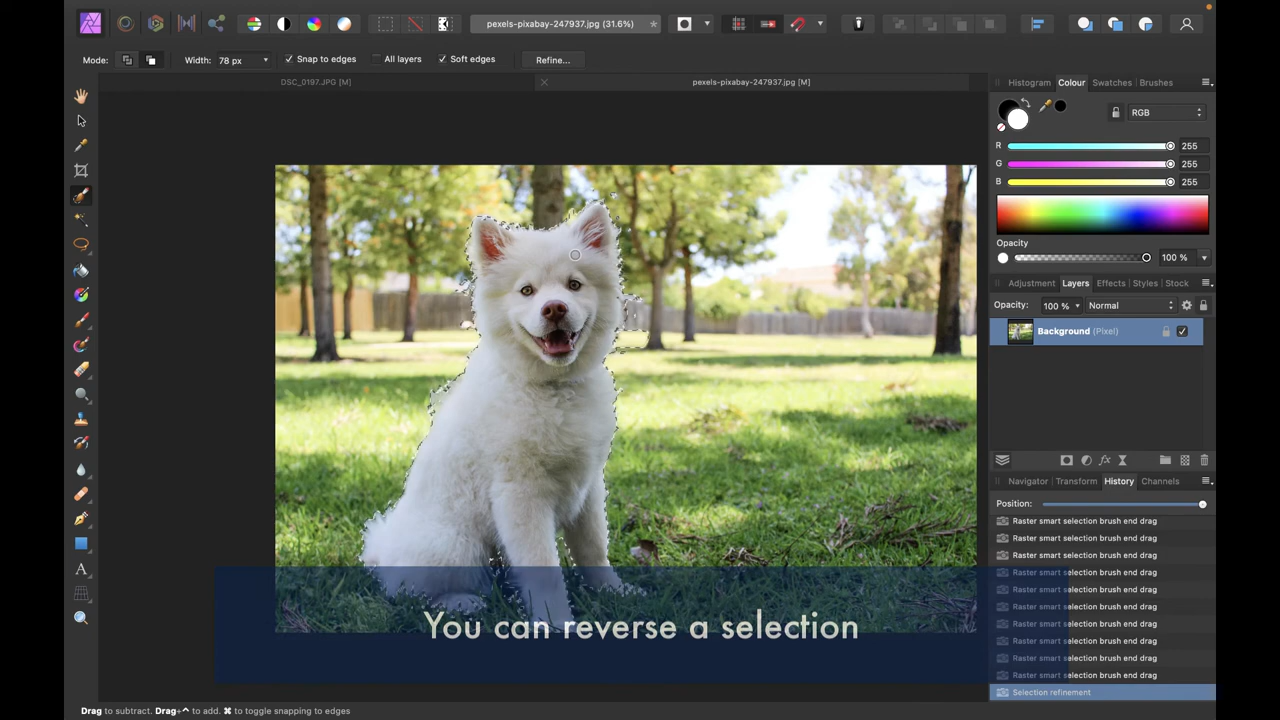 pexels-pixabay-247937.jpg (31.6%)
Mode:
Width: 78 px
Snap to edges
All layers
Soft edges
Refine...
DSC_0197.JPG [M]
pexels-pixabay-247937.jpg [M]
Histogram Colour Swatches Brushes
RGB
R 255
G 255
B 255
Opacity
100 %
Adjustment Layers Effects Styles Stock
Opacity: 100 % Normal
Background (Pixel)
Navigator Transform History Channels
Position:
Raster smart selection brush end drag
Raster smart selection brush end drag
Raster smart selection brush end drag
Raster smart selection brush end drag
Raster smart selection brush end drag
Raster smart selection brush end drag
Raster smart selection brush end drag
Raster smart selection brush end drag
Raster smart selection brush end drag
Raster smart selection brush end drag
Selection refinement
You can reverse a selection
Drag to subtract. Drag+^ to add. ⌘ to toggle snapping to edges